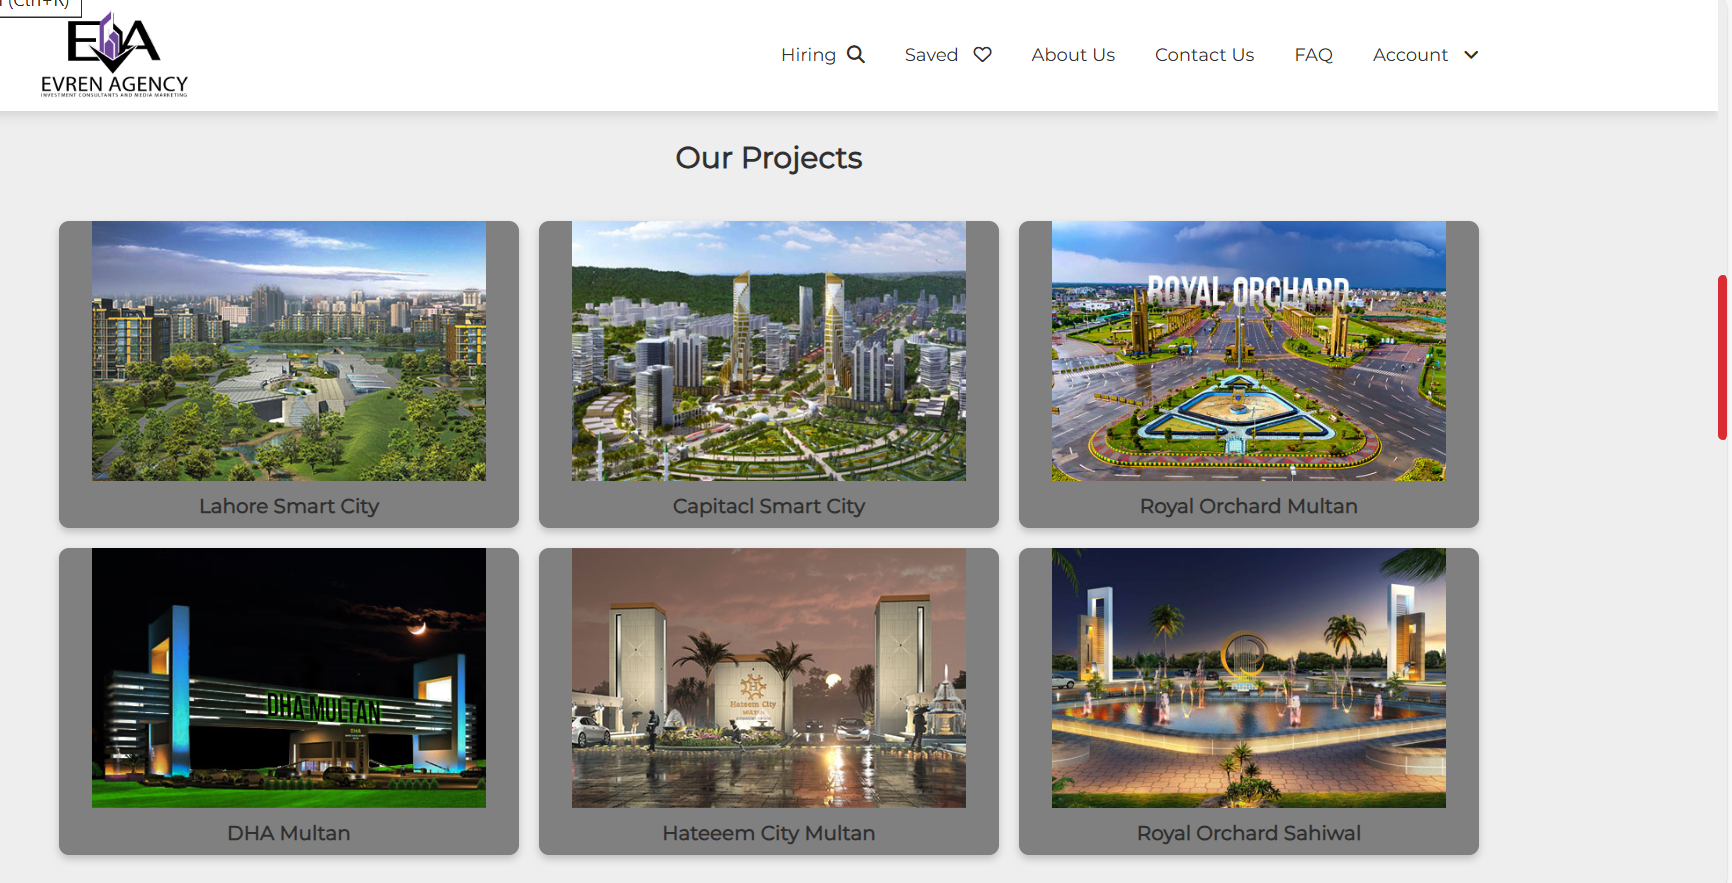 (Ctrl+R)
EA
EVREN AGENCY
INVESTMENT CONSULTANTS AND MEDIA MARKETING
Hiring Saved About Us Contact Us FAQ Account
Our Projects
ROYAL ORCHARD
Lahore Smart City
Capitacl Smart City
Royal Orchard Multan
DHA MULTAN
DHA
Hateem City
MULTAN
DHA Multan
Hateeem City Multan
Royal Orchard Sahiwal